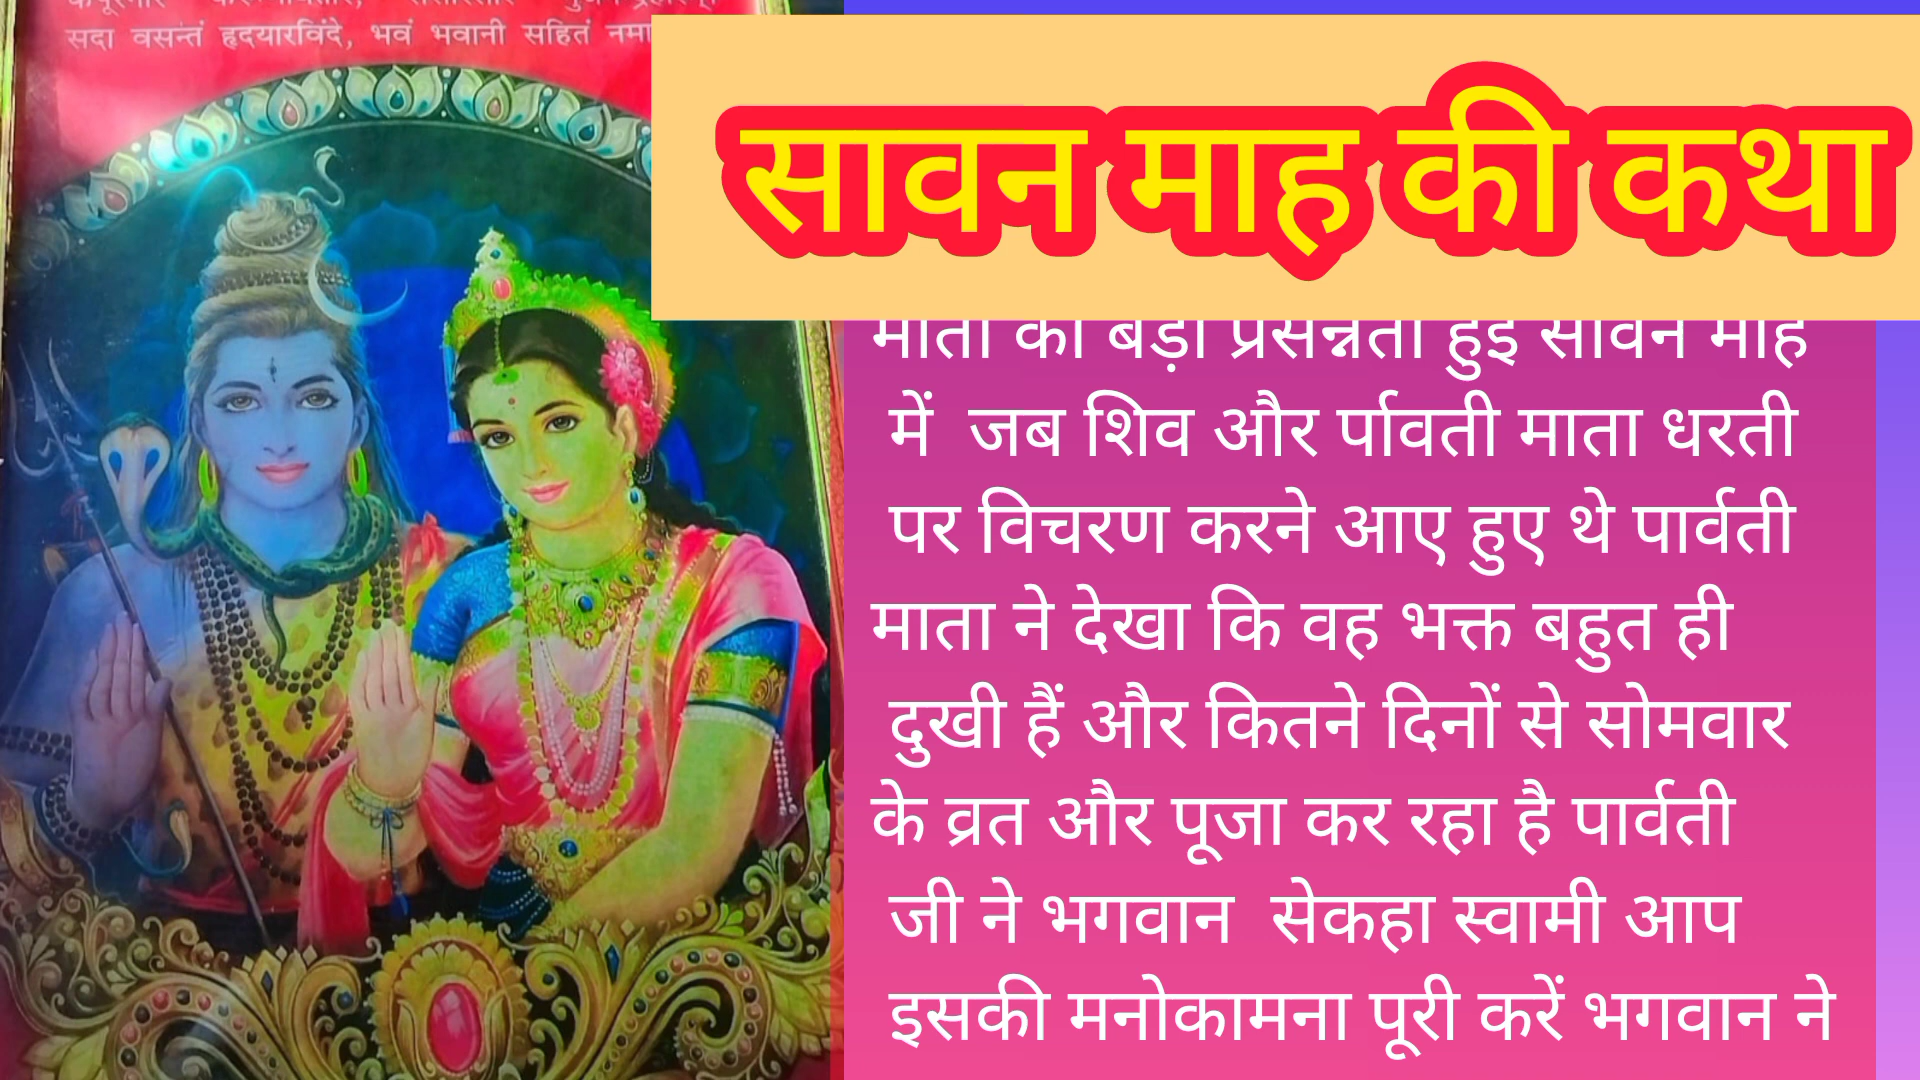 सदा वसन्तं हृदयारविंदे, भवं भवानी सहितं
सावन माह की कथा
माता को बड़ी प्रसन्नता हुई सावन माह
में जब शिव और र्पावती माता धरती
पर विचरण करने आए हुए थे पार्वती
माता ने देखा कि वह भक्त बहुत ही
दुखी हैं और कितने दिनों से सोमवार
के व्रत और पूजा कर रहा है पार्वती
जी ने भगवान सेकहा स्वामी आप
इसकी मनोकामना पूरी करें भगवान ने